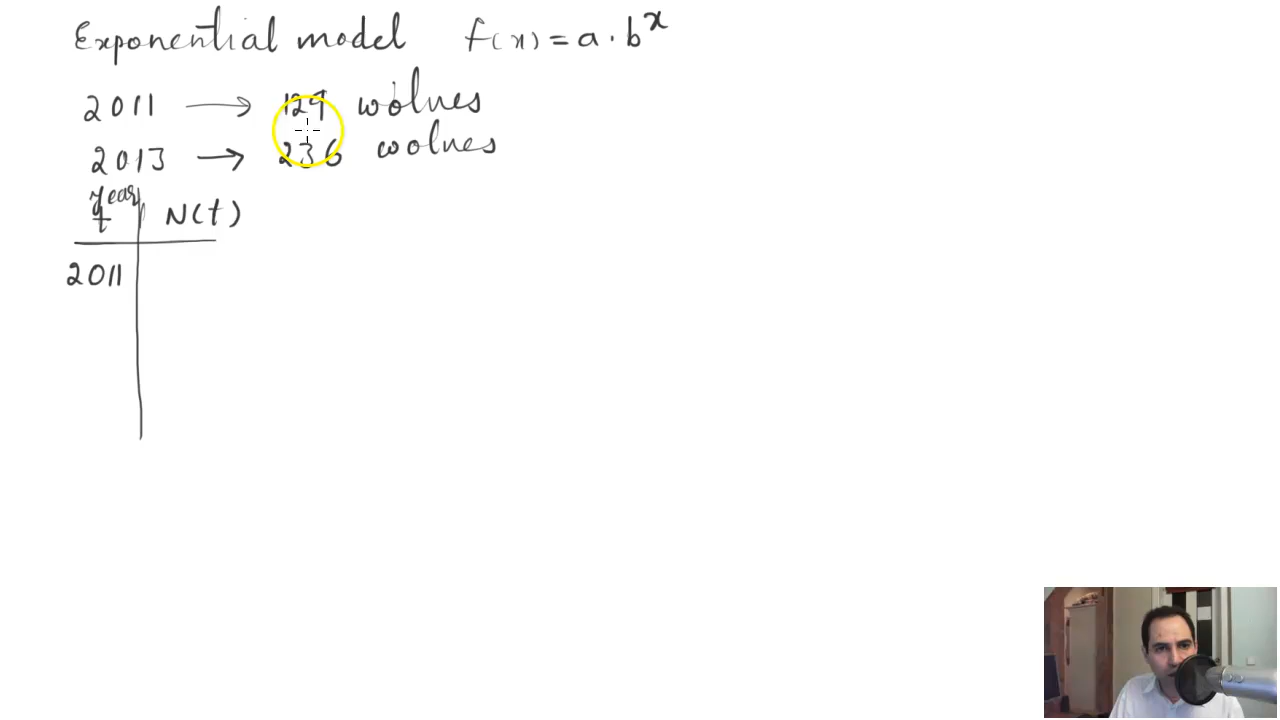 Exponential model f(x) = a · b^x
2011 → 129 wolves
2013 → 236 wolves
year
t N(t)
2011